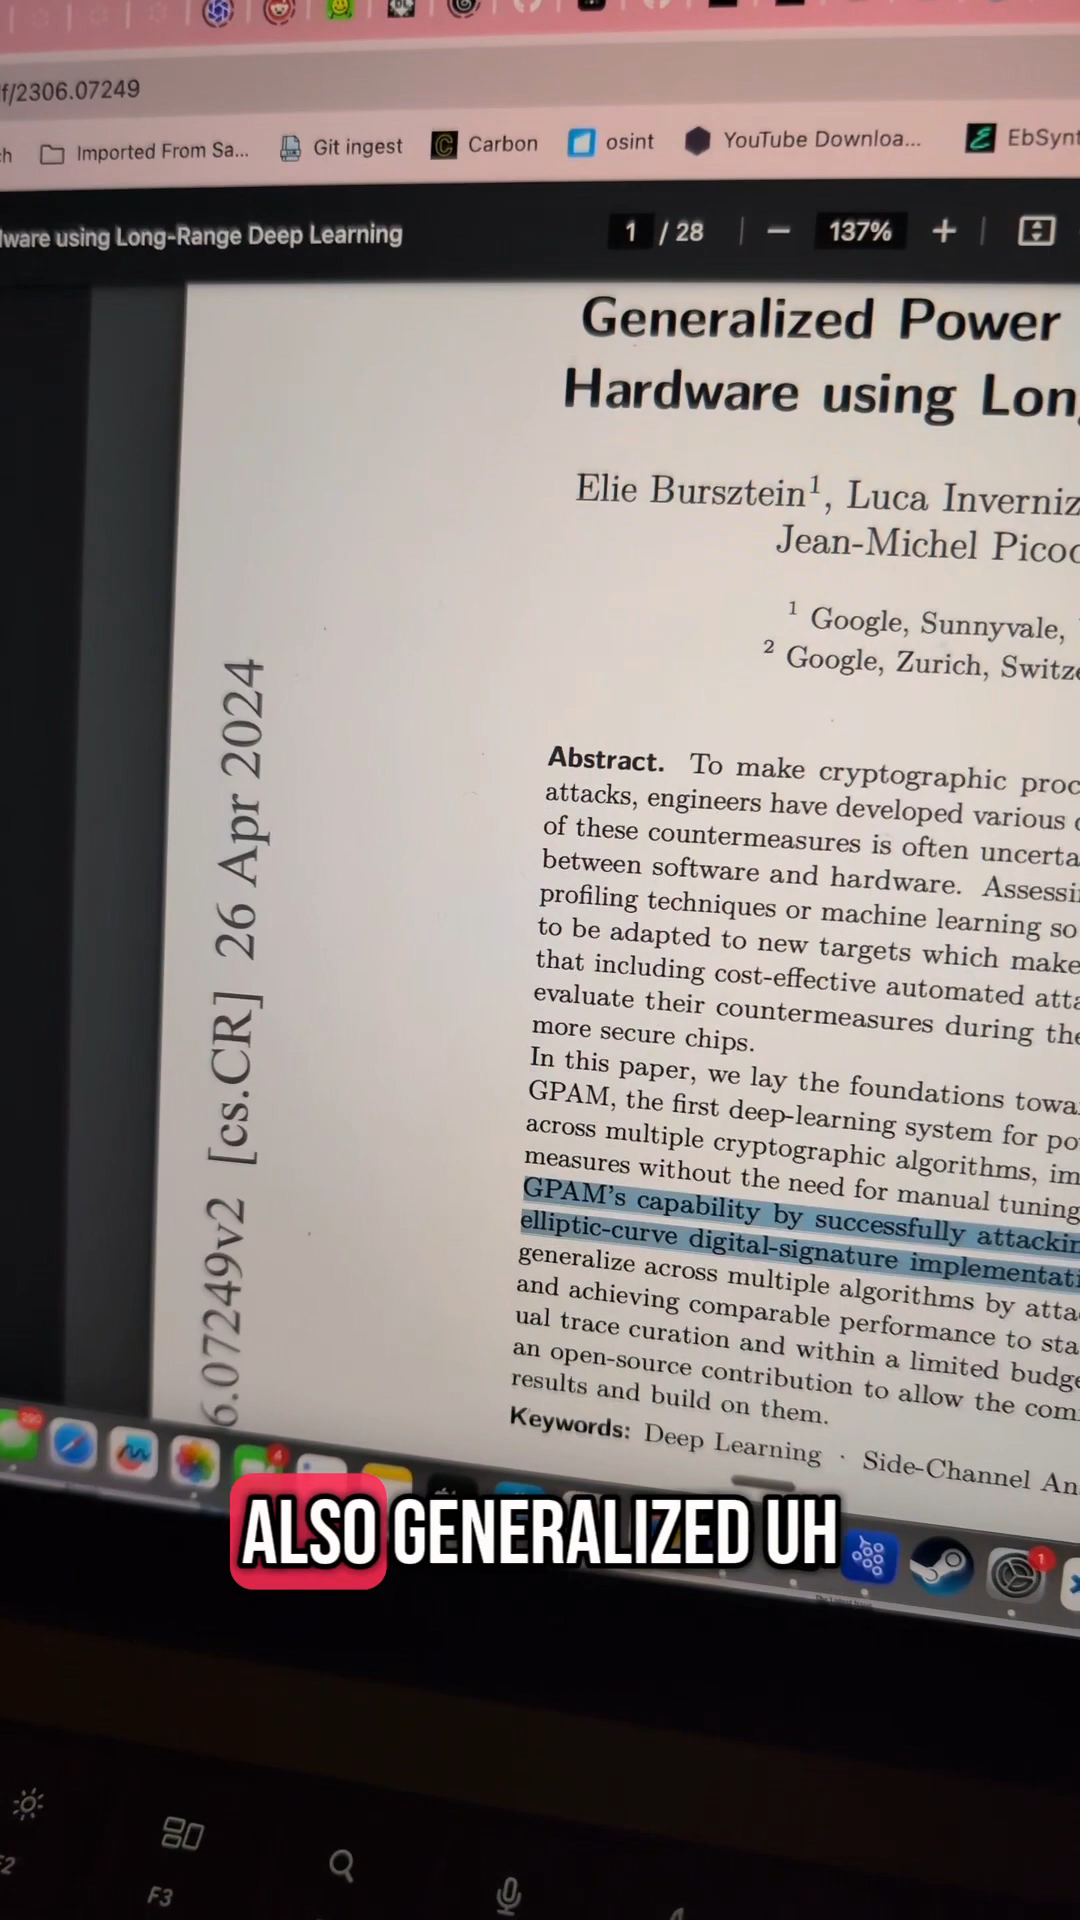 f/2306.07249
Imported From Sa...
Git ingest
Carbon
osint
YouTube Downloa...
EbSynt
ware using Long-Range Deep Learning
1 / 28
137%
Generalized Power
Hardware using Lon
Elie Bursztein¹, Luca Inverniz
Jean-Michel Picoc
¹ Google, Sunnyvale,
² Google, Zurich, Switze
6.07249v2 [cs.CR] 26 Apr 2024
Abstract. To make cryptographic proc
attacks, engineers have developed various
of these countermeasures is often uncerta
between software and hardware. Assessi
profiling techniques or machine learning so
to be adapted to new targets which make
that including cost-effective automated atta
evaluate their countermeasures during the
more secure chips.
In this paper, we lay the foundations towa
GPAM, the first deep-learning system for po
across multiple cryptographic algorithms, im
measures without the need for manual tuning
GPAM's capability by successfully attackin
elliptic-curve digital-signature implementati
generalize across multiple algorithms by atta
and achieving comparable performance to sta
ual trace curation and within a limited budge
an open-source contribution to allow the com
results and build on them.
Keywords: Deep Learning · Side-Channel An
ALSO GENERALIZED UH
4
1
F3